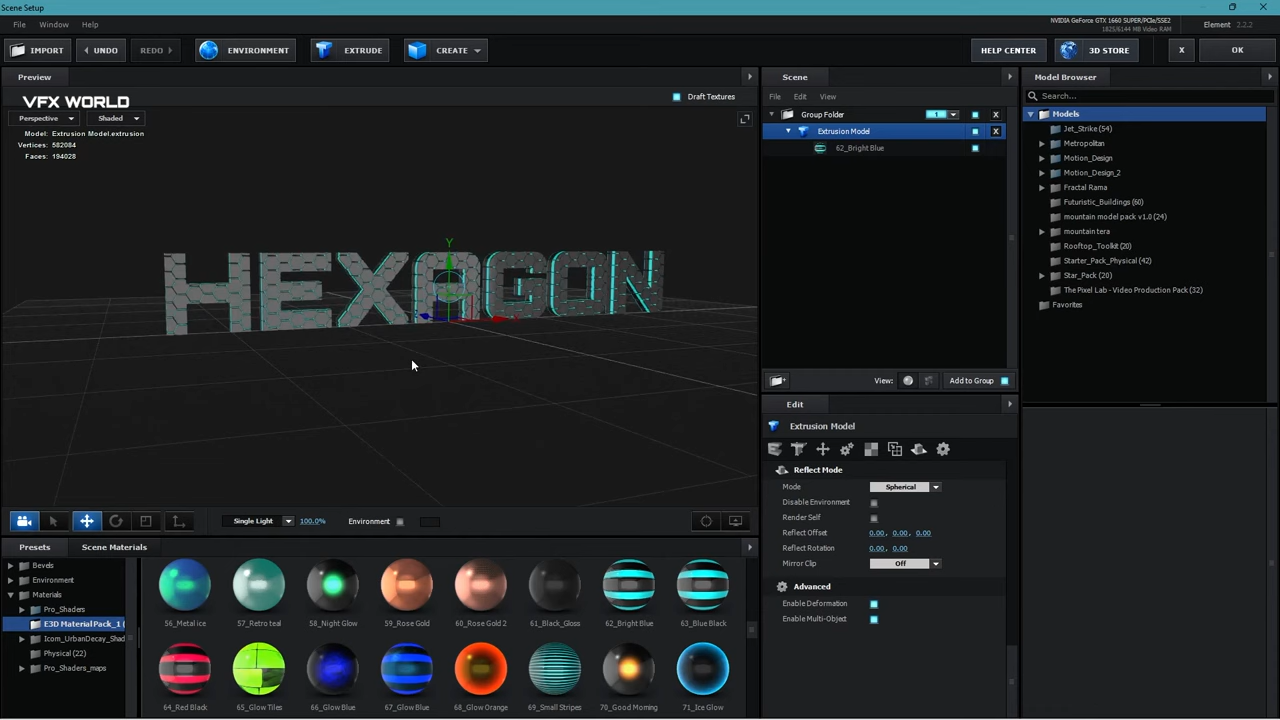 Scene Setup
File Window Help
NVIDIA GeForce GTX 1660 SUPER/PCIe/SSE2
1825/6144 MB Video RAM
Element 2.2.2
IMPORT UNDO REDO ENVIRONMENT EXTRUDE CREATE HELP CENTER 3D STORE X OK
Preview
VFX WORLD
Draft Textures
Perspective Shaded
Model: Extrusion Model.extrusion
Vertices: 582084
Faces: 194028
HEXAGON
Y
Single Light 100.0% Environment
Scene
File Edit View
Group Folder 1 X
Extrusion Model X
62_Bright Blue
View: Add to Group
Edit
Extrusion Model
Reflect Mode
Mode Spherical
Disable Environment
Render Self
Reflect Offset 0.00, 0.00, 0.00
Reflect Rotation 0.00, 0.00
Mirror Clip Off
Advanced
Enable Deformation
Enable Multi-Object
Model Browser
Search...
Models
Jet_Strike (54)
Metropolitan
Motion_Design
Motion_Design_2
Fractal Rama
Futuristic_Buildings (60)
mountain model pack v1.0 (24)
mountain tera
Rooftop_Toolkit (20)
Starter_Pack_Physical (42)
Star_Pack (20)
The Pixel Lab - Video Production Pack (32)
Favorites
Presets Scene Materials
Bevels
Environment
Materials
Pro_Shaders
E3D Material Pack_1 (
Icom_UrbanDecay_Shad
Physical (22)
Pro_Shaders_maps
56_Metal ice 57_Retro teal 58_Night Glow 59_Rose Gold 60_Rose Gold 2 61_Black_Gloss 62_Bright Blue 63_Blue Black
64_Red Black 65_Glow Tiles 66_Glow Blue 67_Glow Blue 68_Glow Orange 69_Small Stripes 70_Good Morning 71_Ice Glow